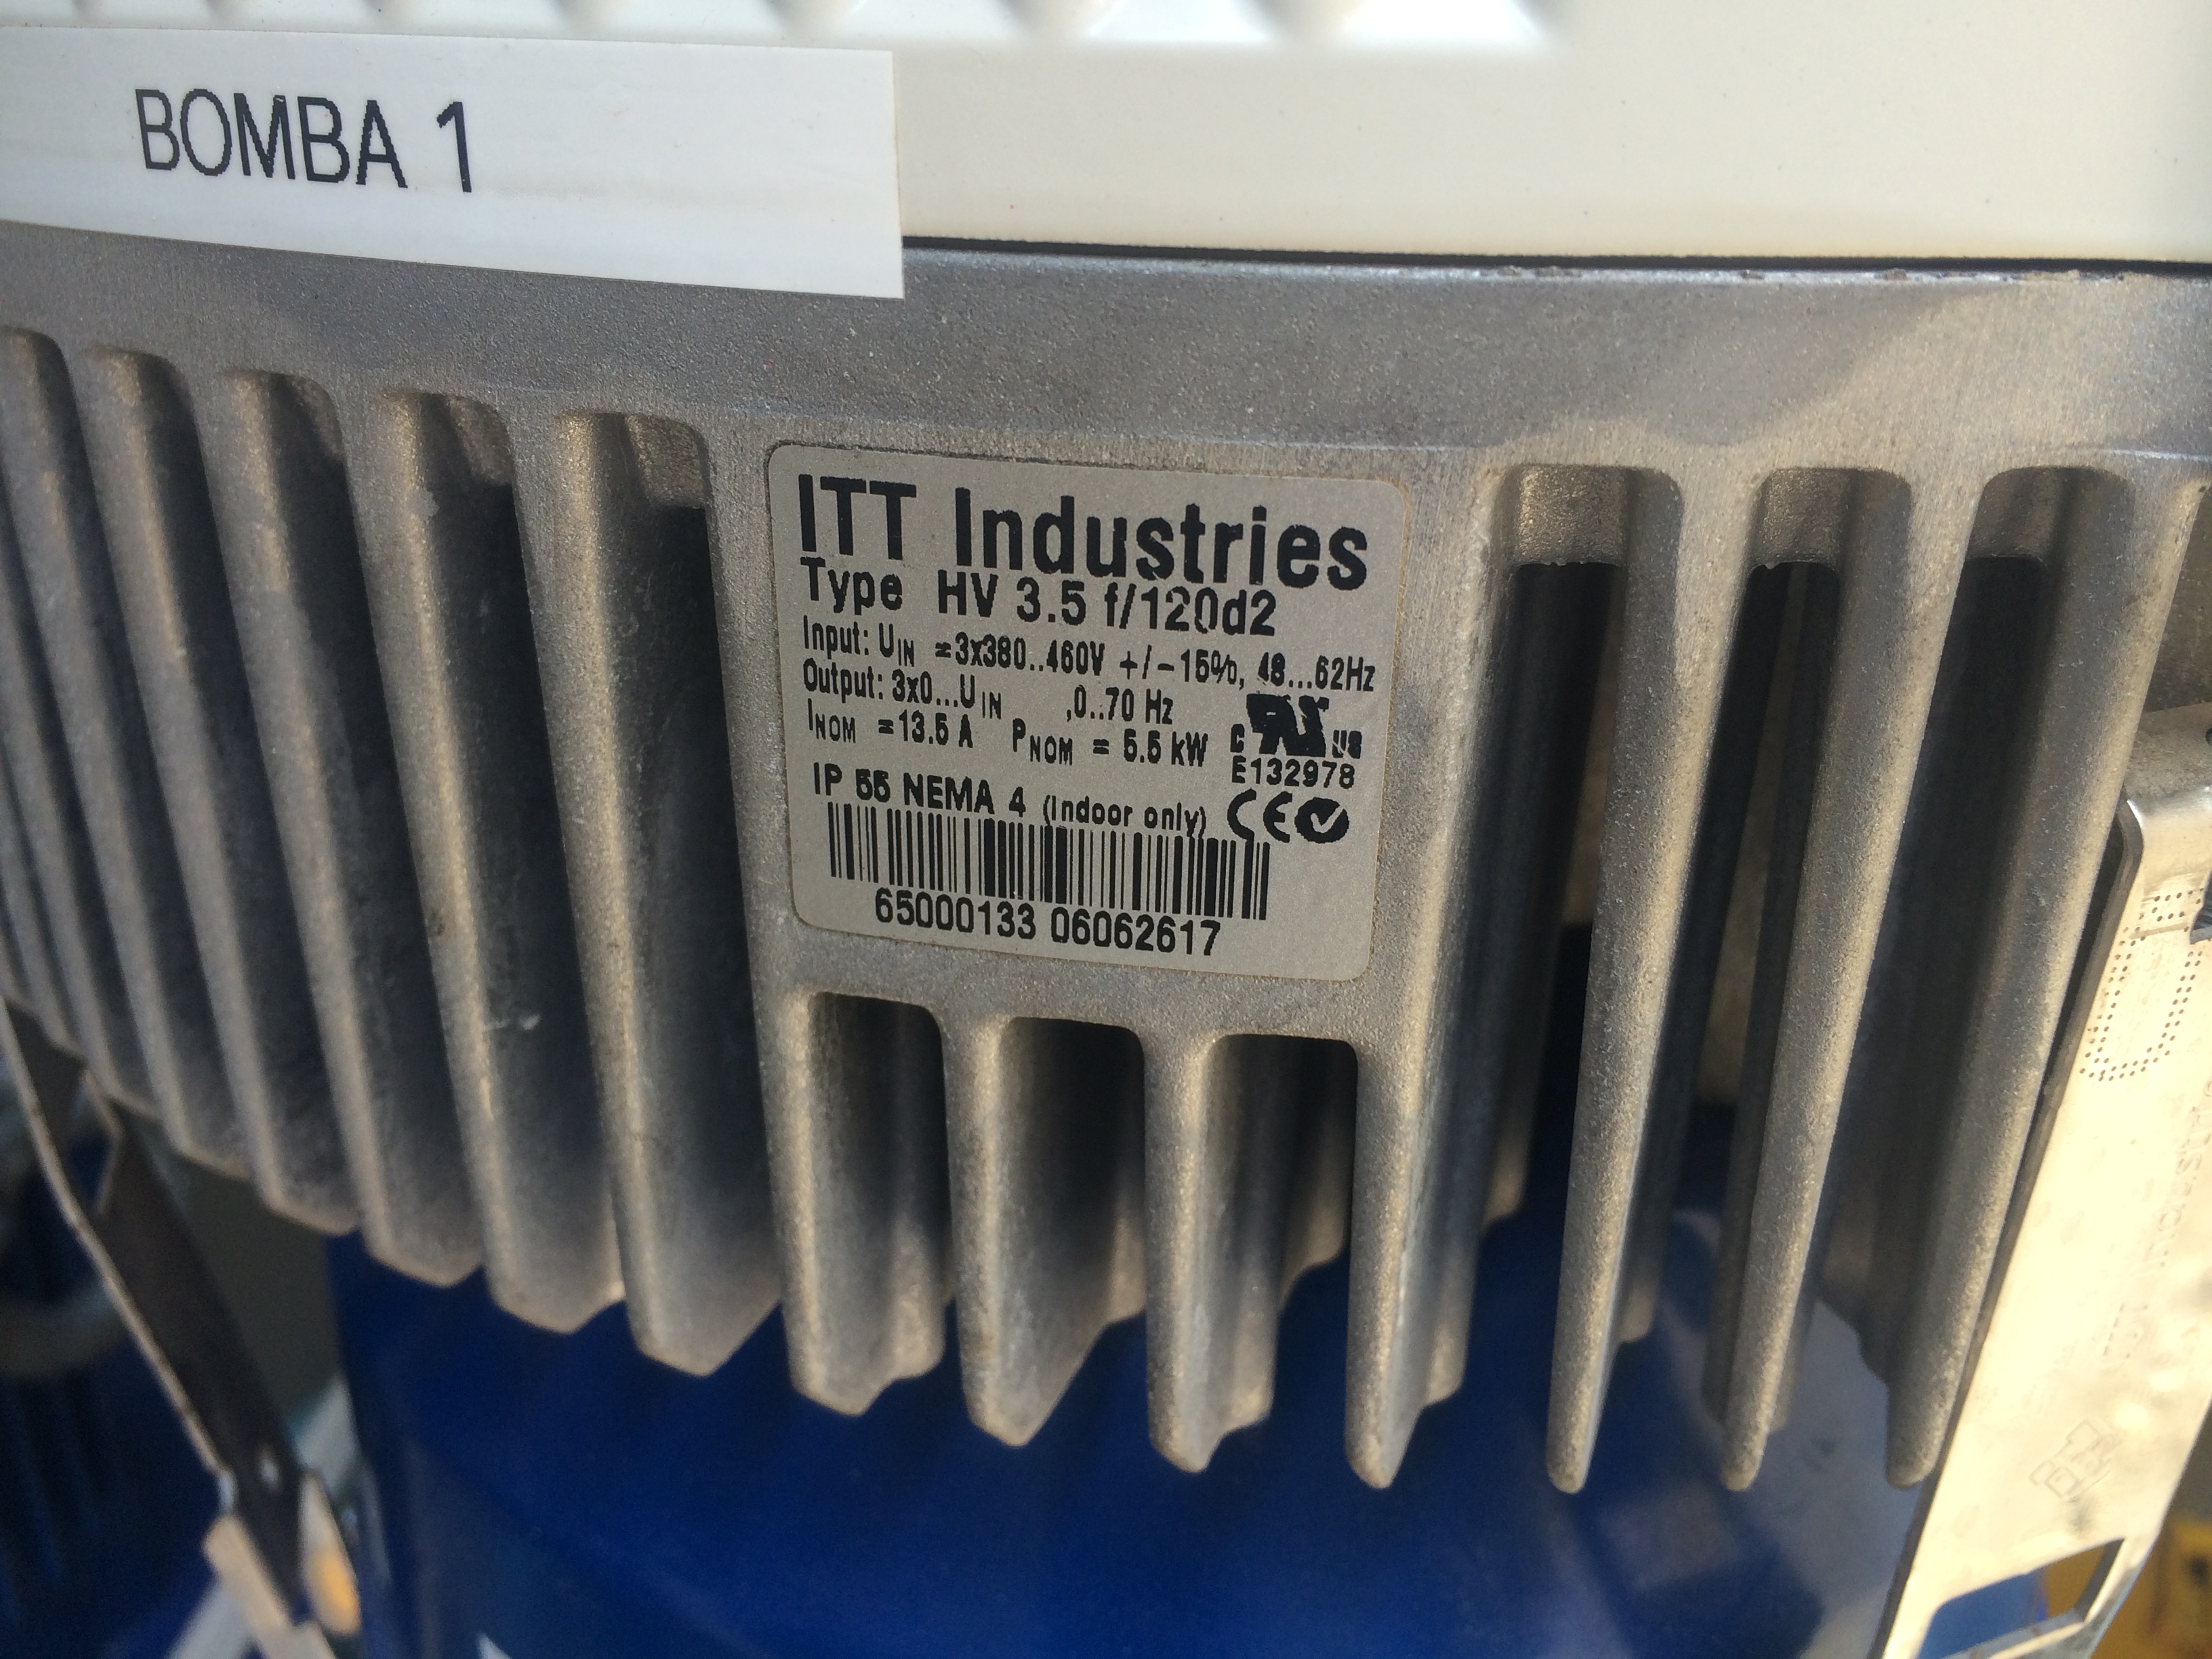 BOMBA 1
ITT Industries
Type HV 3.5 f/120d2
Input: UIN =3x380..460V +/-15%, 48...62Hz
Output: 3x0...UIN ,0..70 Hz
INOM =13.5 A PNOM = 5.5 kW
c us
E132978
IP 55 NEMA 4 (Indoor only) CE
65000133 06062617